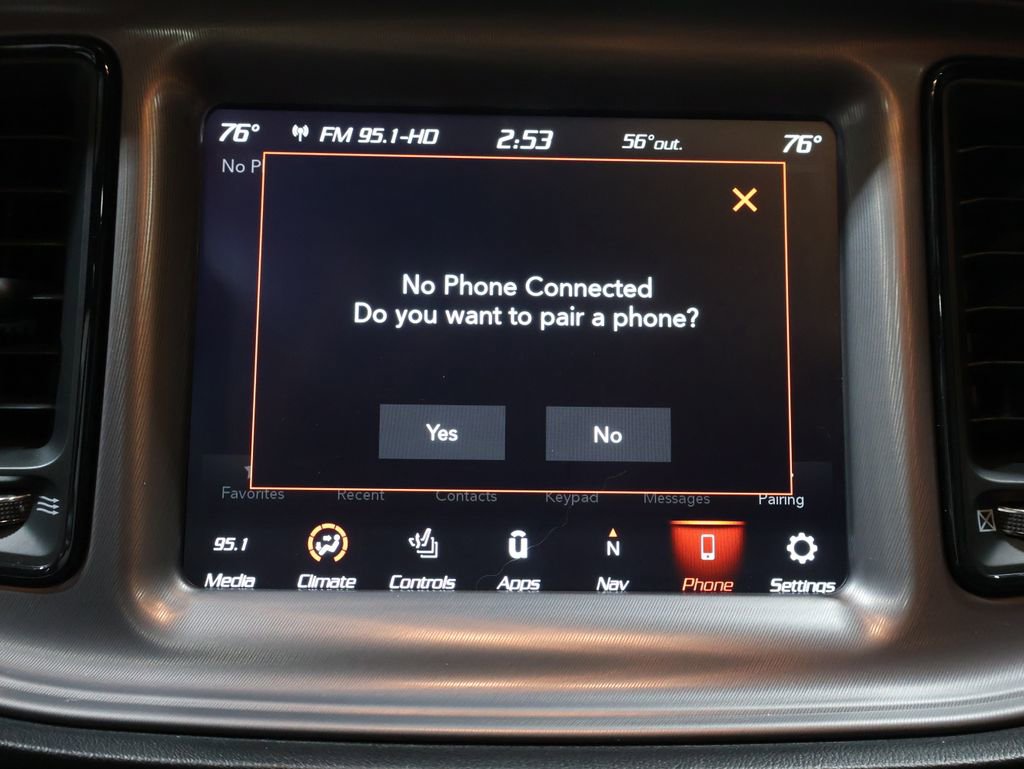 76° FM 95.1-HD 2:53 56°out. 76°
No P
No Phone Connected
Do you want to pair a phone?
Yes No
Favorites Recent Contacts Keypad Messages Pairing
95.1 N
Media Climate Controls Apps Nav Phone Settings